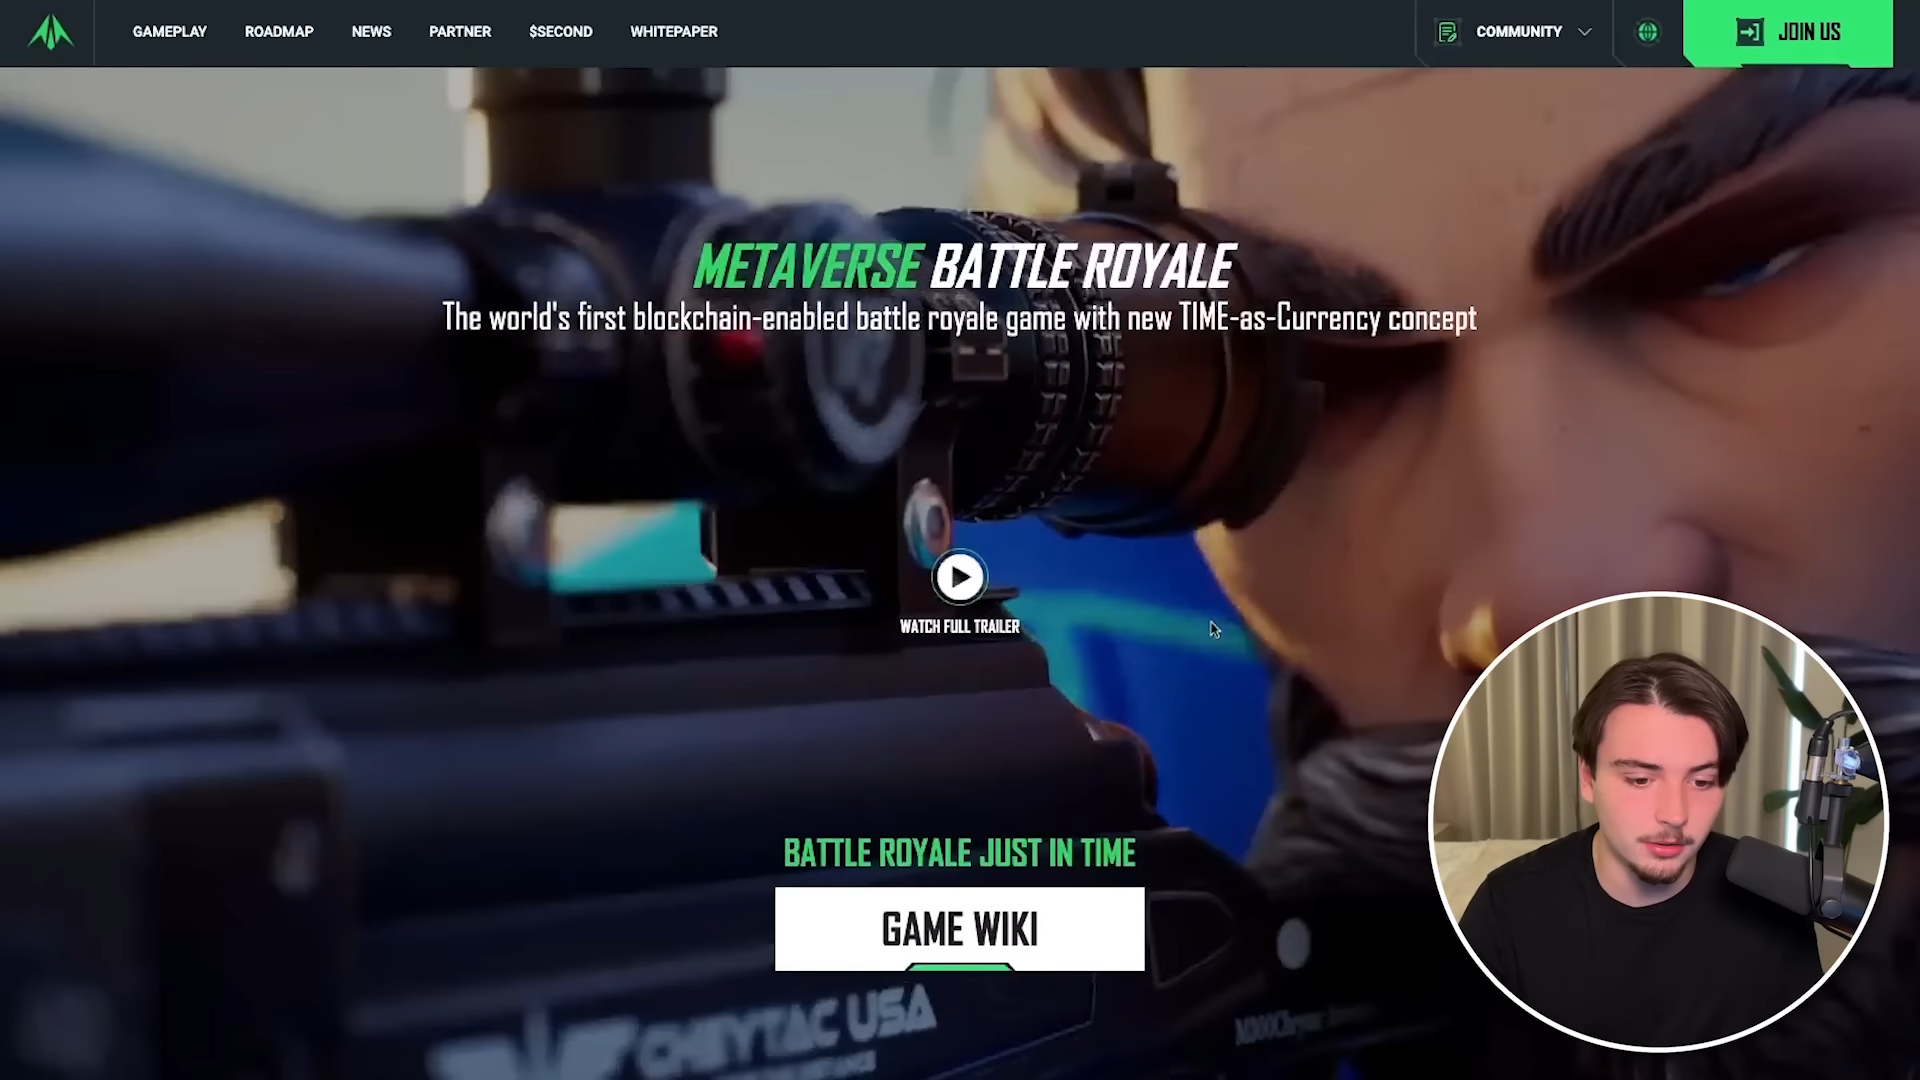 GAMEPLAY ROADMAP NEWS PARTNER $SECOND WHITEPAPER COMMUNITY JOIN US
METAVERSE BATTLE ROYALE
The world's first blockchain-enabled battle royale game with new TIME-as-Currency concept
WATCH FULL TRAILER
BATTLE ROYALE JUST IN TIME
GAME WIKI
CHEYTAC USA